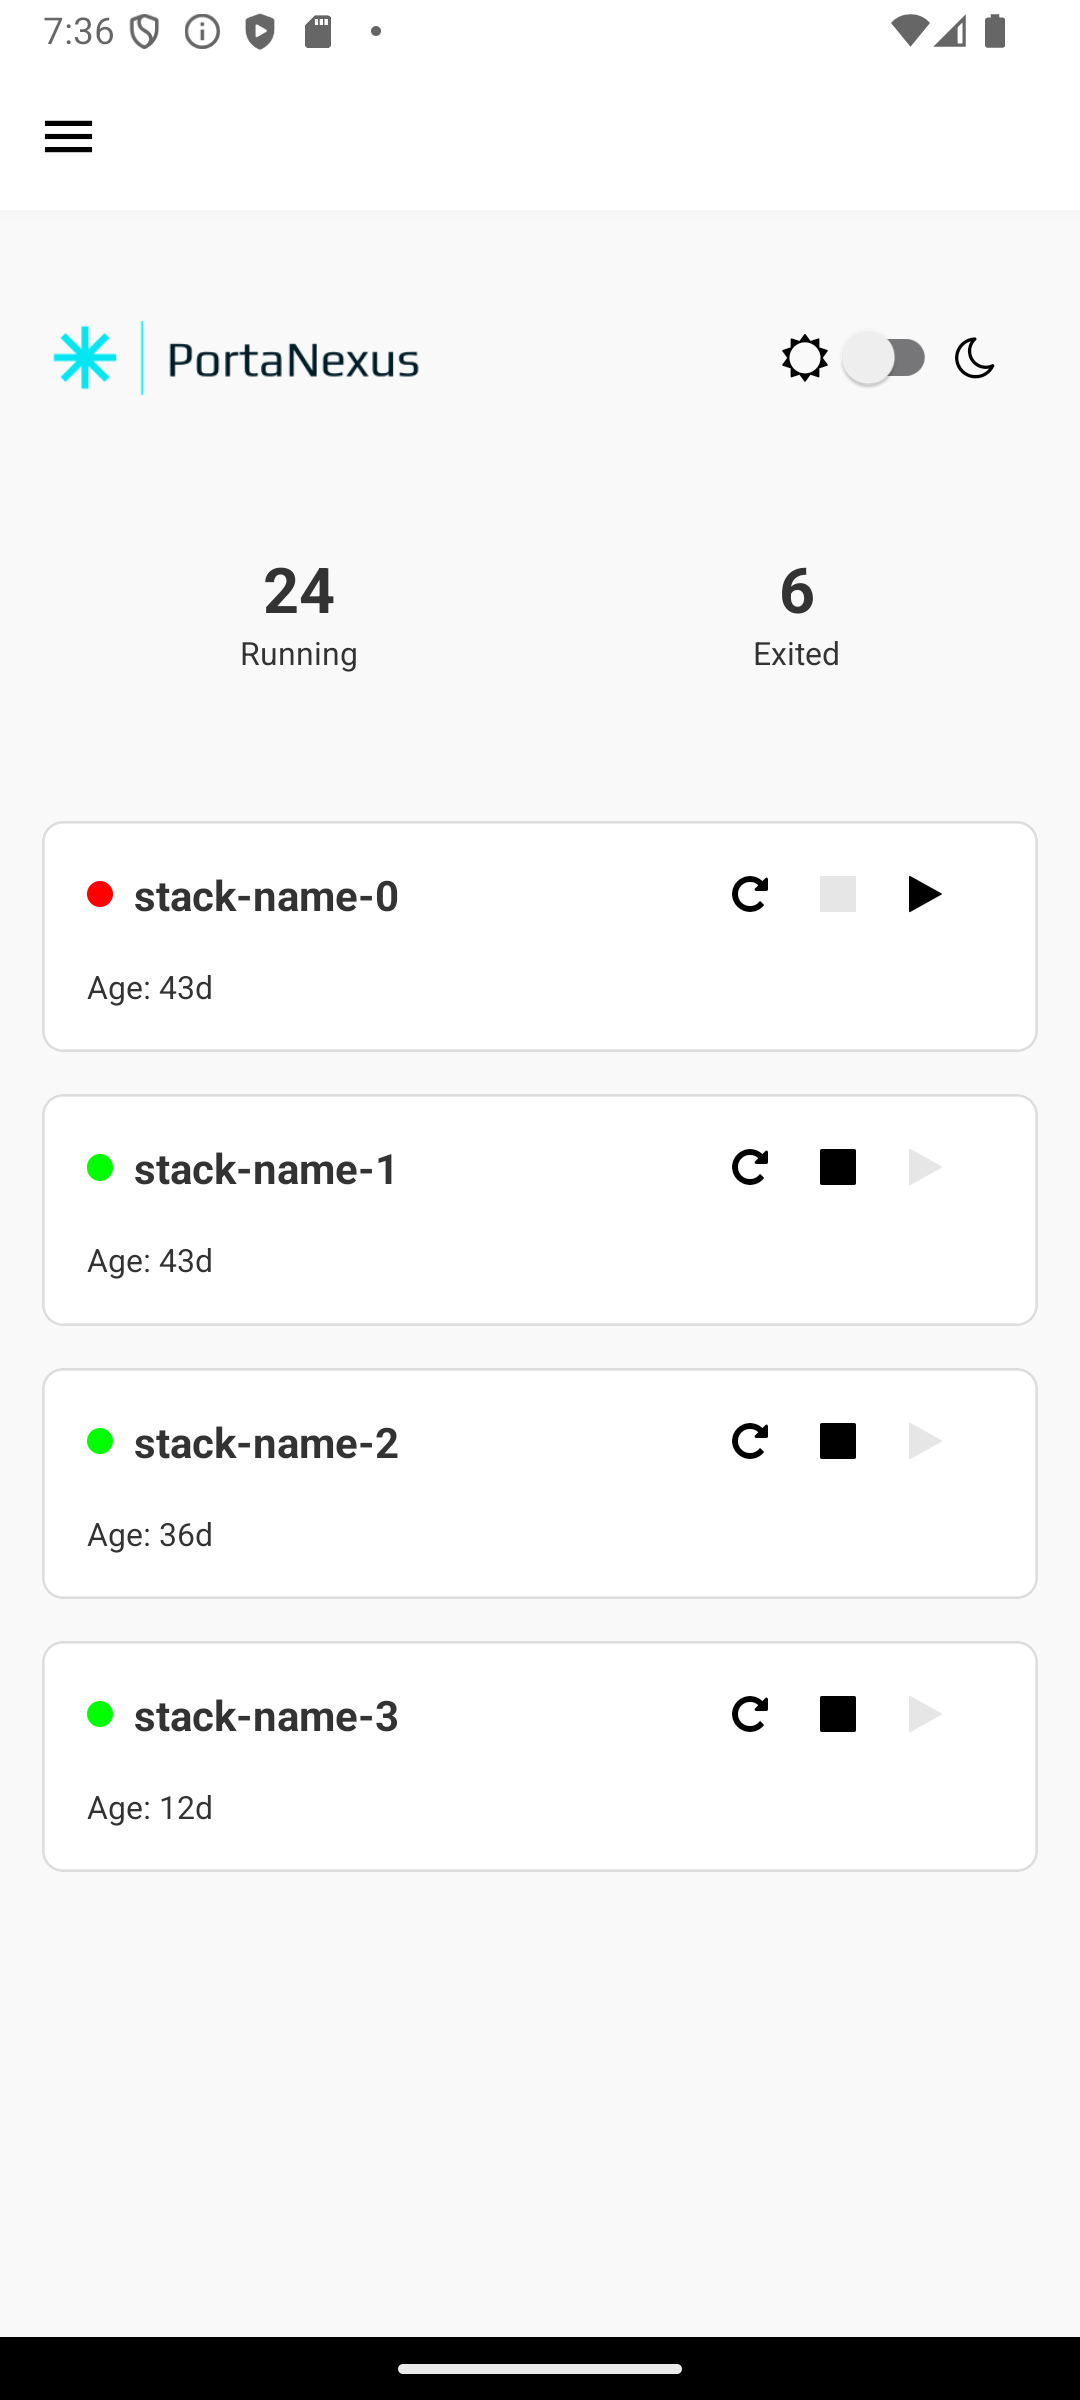 7:36
PortaNexus
24
6
Running
Exited
stack-name-0
Age: 43d
stack-name-1
Age: 43d
stack-name-2
Age: 36d
stack-name-3
Age: 12d